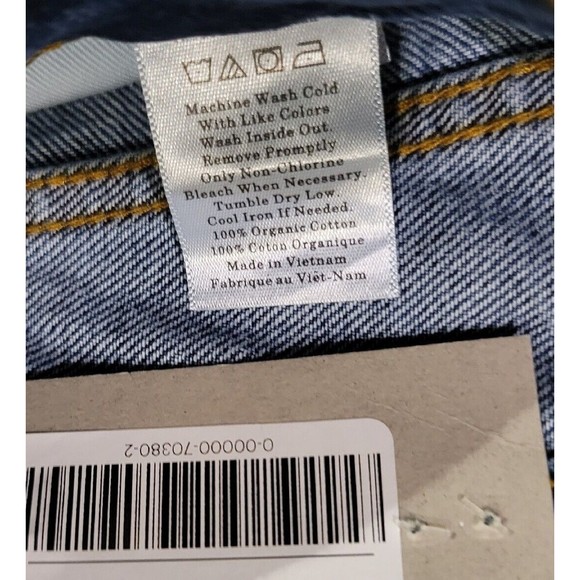 Machine Wash Cold
With Like Colors
Wash Inside Out.
Remove Promptly
Only Non-Chlorine
Bleach When Necessary.
Tumble Dry Low.
Cool Iron If Needed.
100% Organic Cotton
100% Coton Organique
Made in Vietnam
Fabriqué au Viêt-Nam
0-00000-70380-2